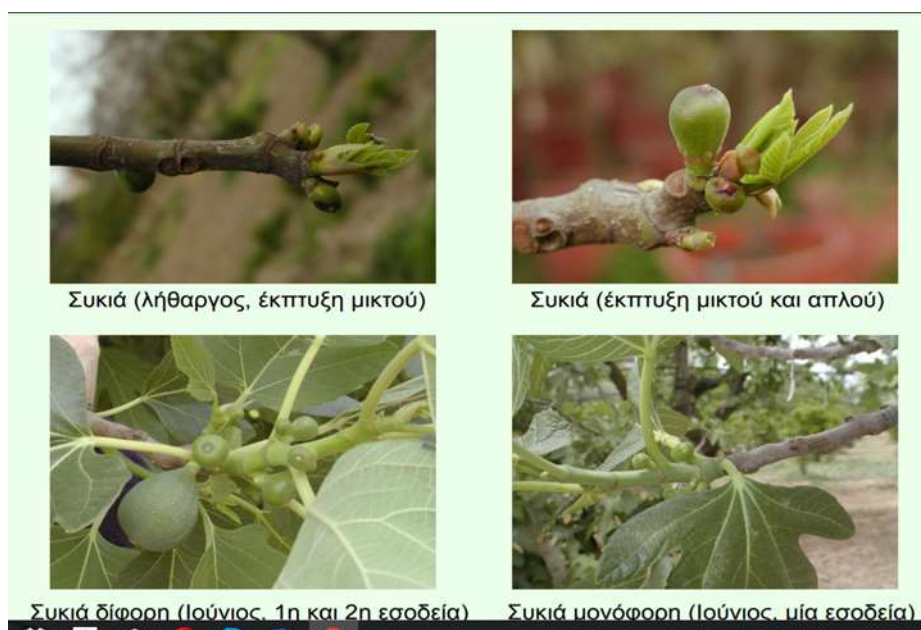 Συκιά (λήθαργος, έκπτυξη μικτού)
Συκιά (έκπτυξη μικτού και απλού)
Συκιά δίφορη (Ιούνιος, 1η και 2η εσοδεία)
Συκιά μονόφορη (Ιούνιος, μία εσοδεία)